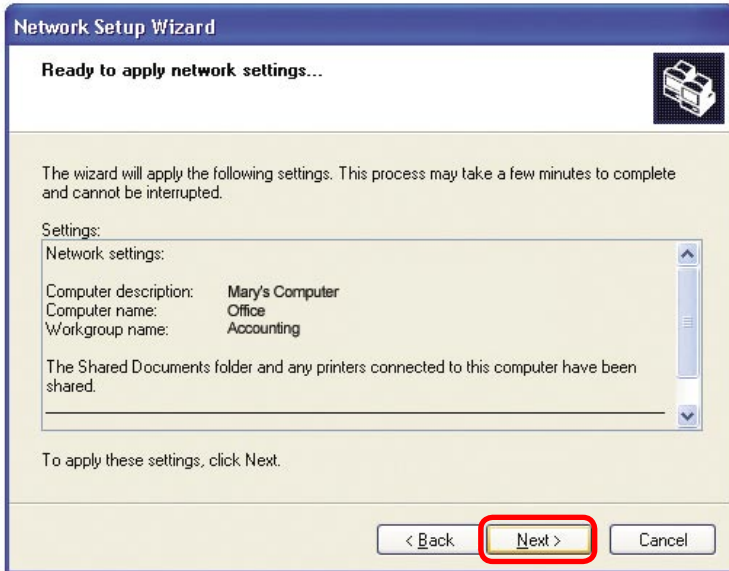 Network Setup Wizard
Ready to apply network settings...
The wizard will apply the following settings. This process may take a few minutes to complete
and cannot be interrupted.
Settings:
Network settings:
Computer description: Mary's Computer
Computer name: Office
Workgroup name: Accounting
The Shared Documents folder and any printers connected to this computer have been
shared.
To apply these settings, click Next.
< Back Next > Cancel